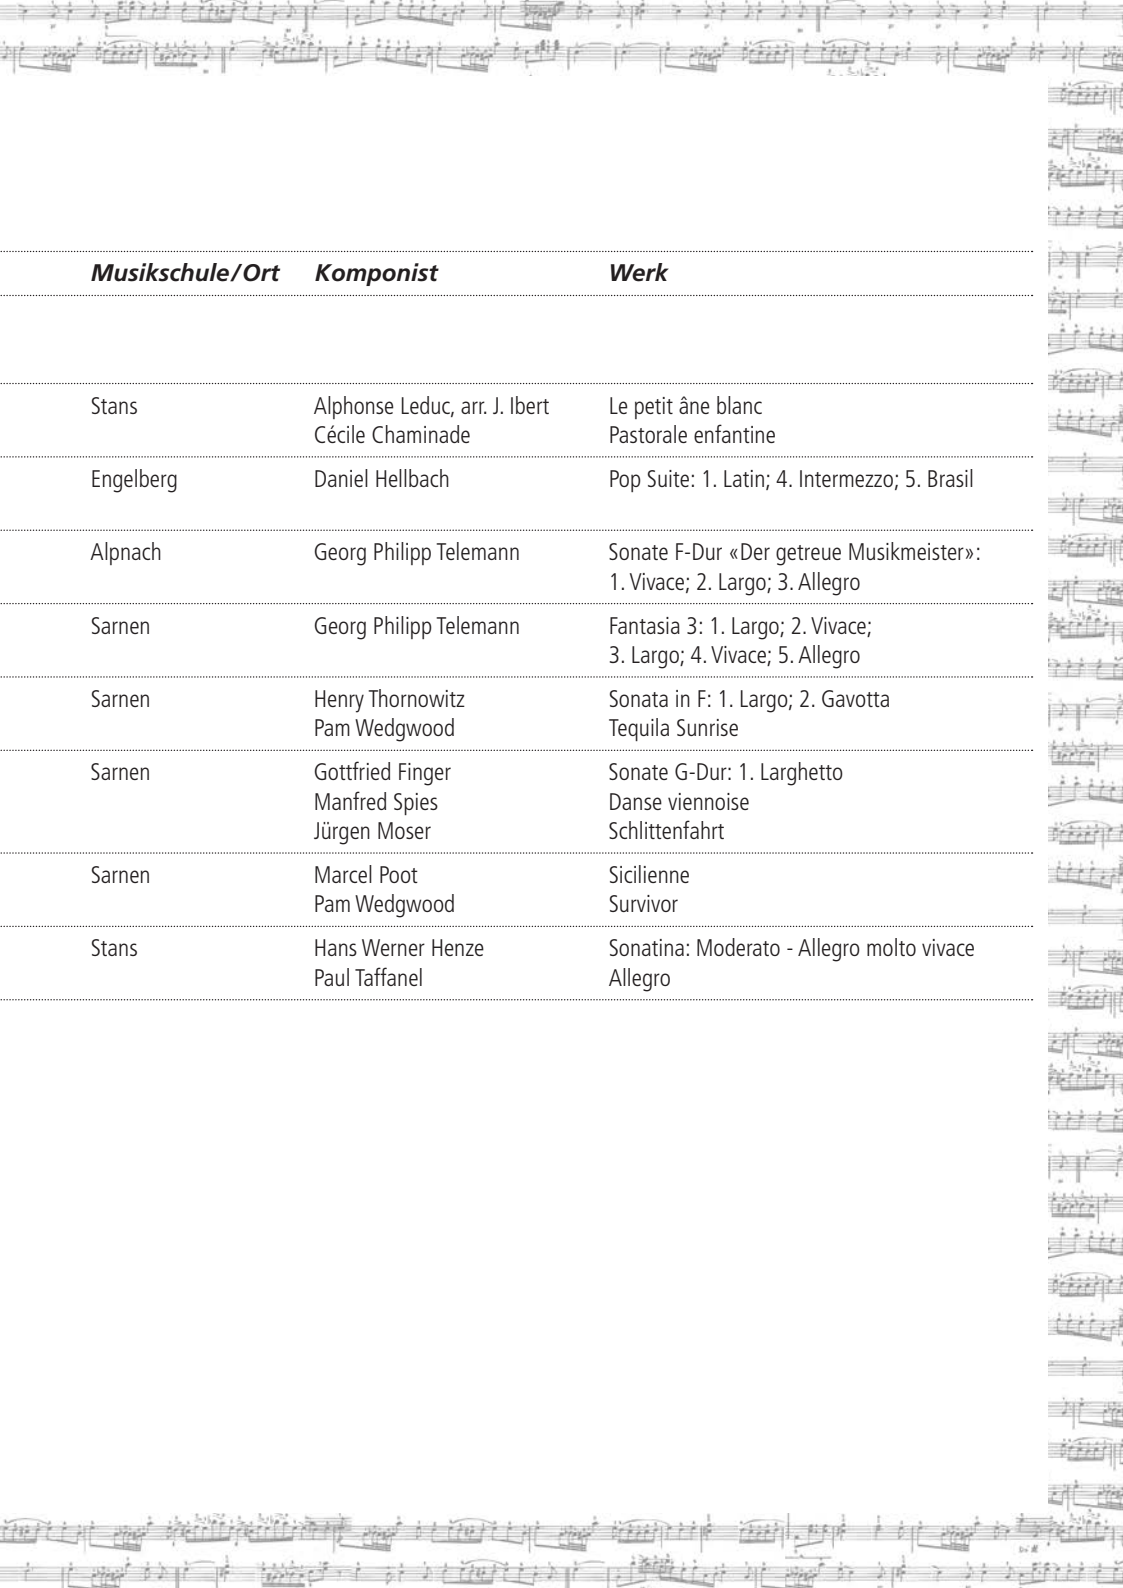 Musikschule/Ort Komponist Werk
Stans Alphonse Leduc, arr. J. Ibert Le petit âne blanc
Cécile Chaminade Pastorale enfantine
Engelberg Daniel Hellbach Pop Suite: 1. Latin; 4. Intermezzo; 5. Brasil
Alpnach Georg Philipp Telemann Sonate F-Dur «Der getreue Musikmeister»:
1. Vivace; 2. Largo; 3. Allegro
Sarnen Georg Philipp Telemann Fantasia 3: 1. Largo; 2. Vivace;
3. Largo; 4. Vivace; 5. Allegro
Sarnen Henry Thornowitz Sonata in F: 1. Largo; 2. Gavotta
Pam Wedgwood Tequila Sunrise
Sarnen Gottfried Finger Sonate G-Dur: 1. Larghetto
Manfred Spies Danse viennoise
Jürgen Moser Schlittenfahrt
Sarnen Marcel Poot Sicilienne
Pam Wedgwood Survivor
Stans Hans Werner Henze Sonatina: Moderato - Allegro molto vivace
Paul Taffanel Allegro